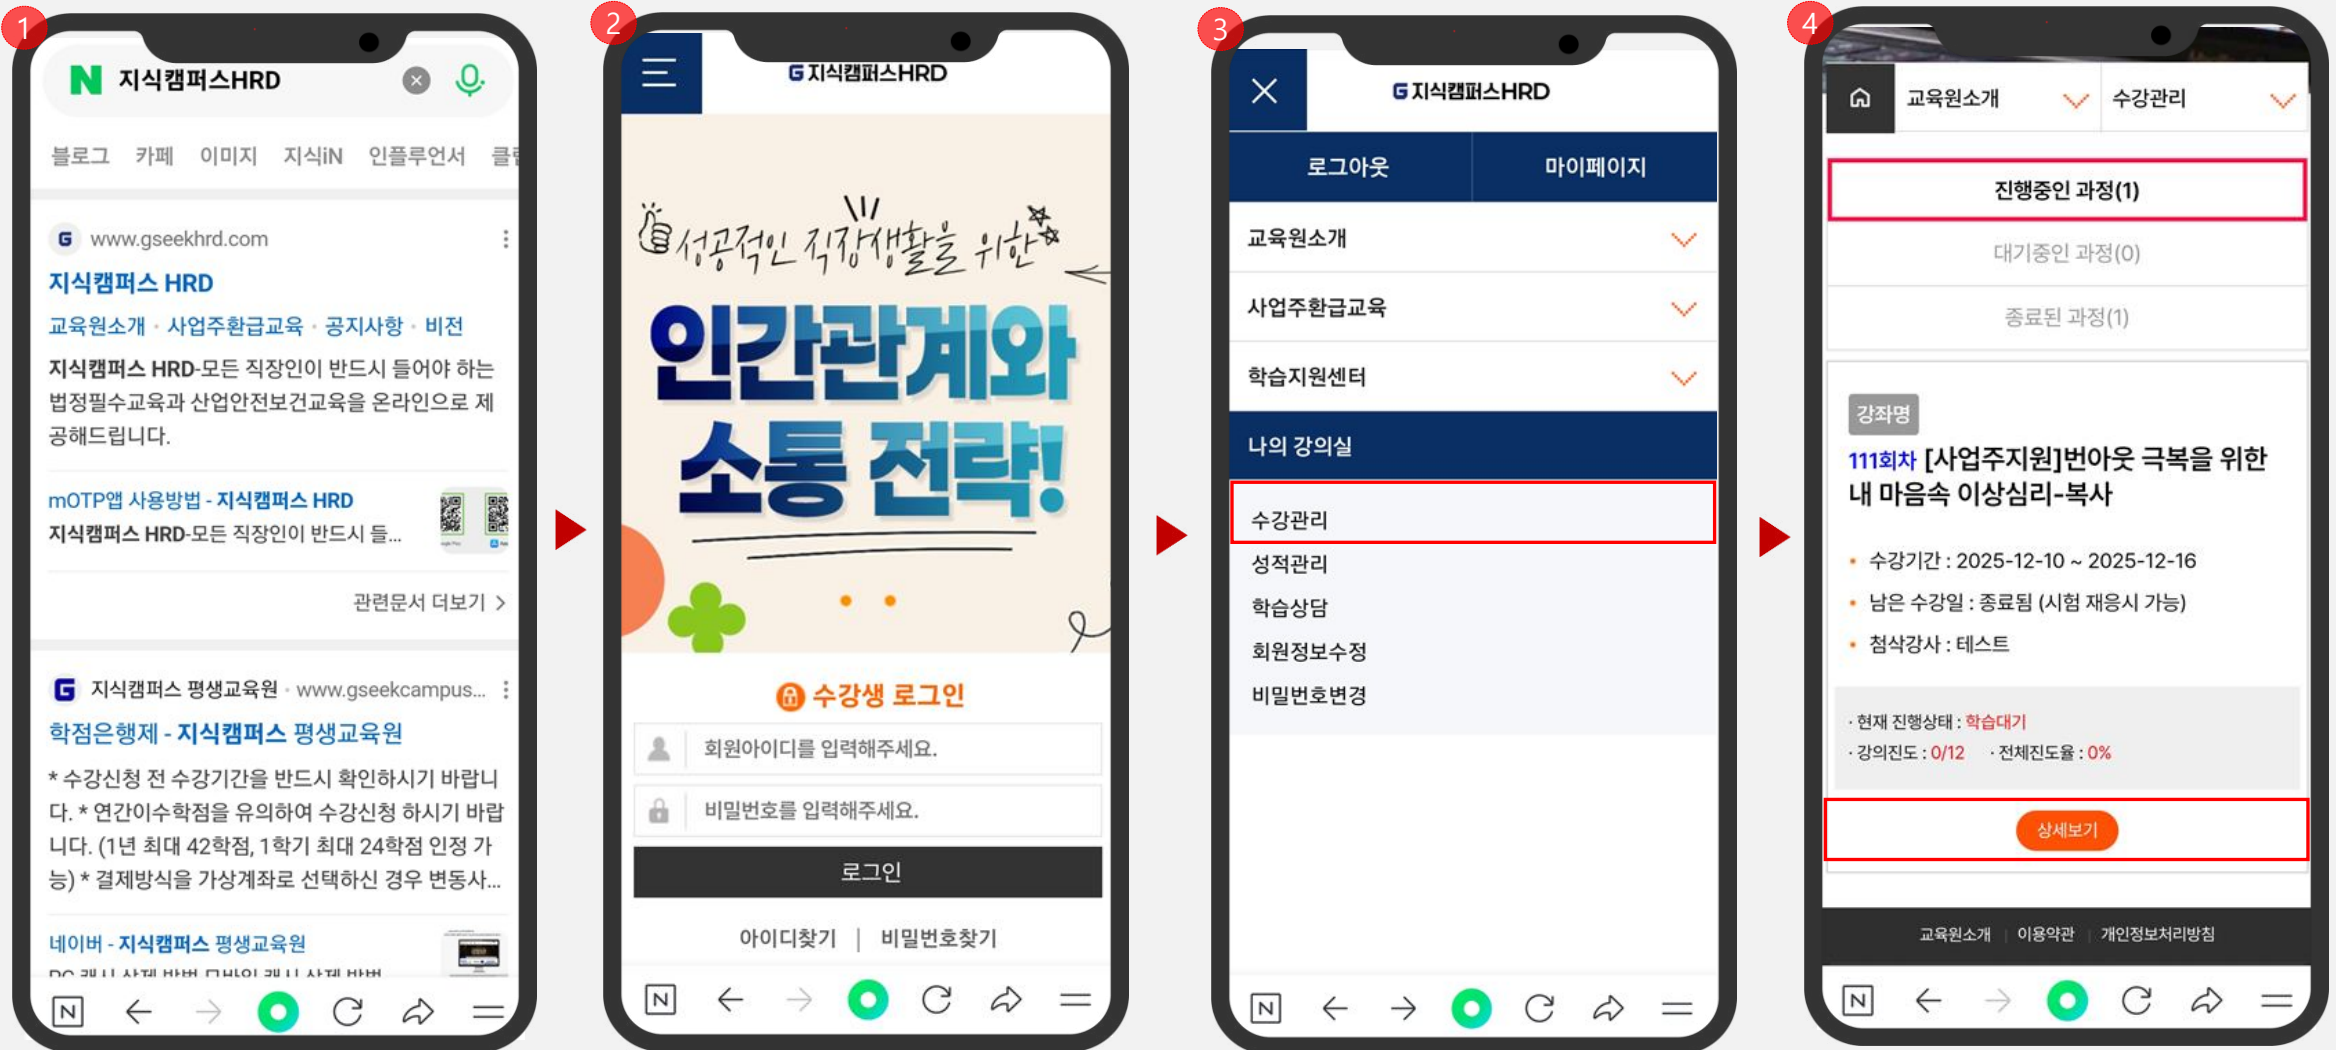 1
지식캠퍼스HRD
블로그 카페 이미지 지식iN 인플루언서
www.gseekhrd.com
지식캠퍼스 HRD
교육원소개 · 사업주환급교육 · 공지사항 · 비전
지식캠퍼스 HRD-모든 직장인이 반드시 들어야 하는
법정필수교육과 산업안전보건교육을 온라인으로 제
공해드립니다.
mOTP앱 사용방법 - 지식캠퍼스 HRD
지식캠퍼스 HRD-모든 직장인이 반드시 들...
관련문서 더보기 >
지식캠퍼스 평생교육원 · www.gseekcampus...
학점은행제 - 지식캠퍼스 평생교육원
* 수강신청 전 수강기간을 반드시 확인하시기 바랍니
다. * 연간이수학점을 유의하여 수강신청 하시기 바랍
니다. (1년 최대 42학점, 1학기 최대 24학점 인정 가
능) * 결제방식을 가상계좌로 선택하신 경우 변동사...
네이버 - 지식캠퍼스 평생교육원
PC 캐시 삭제 방법 모바일 캐시 삭제 방법
N
2
G 지식캠퍼스HRD
성공적인 직장생활을 위한
인간관계와
소통 전략!
수강생 로그인
회원아이디를 입력해주세요.
비밀번호를 입력해주세요.
로그인
아이디찾기 | 비밀번호찾기
N
3
G 지식캠퍼스HRD
로그아웃 마이페이지
교육원소개
사업주환급교육
학습지원센터
나의 강의실
수강관리
성적관리
학습상담
회원정보수정
비밀번호변경
N
4
교육원소개 수강관리
진행중인 과정(1)
대기중인 과정(0)
종료된 과정(1)
강좌명
111회차 [사업주지원]번아웃 극복을 위한
내 마음속 이상심리-복사
• 수강기간 : 2025-12-10 ~ 2025-12-16
• 남은 수강일 : 종료됨 (시험 재응시 가능)
• 첨삭강사 : 테스트
· 현재 진행상태 : 학습대기
· 강의진도 : 0/12 · 전체진도율 : 0%
상세보기
교육원소개 | 이용약관 | 개인정보처리방침
N